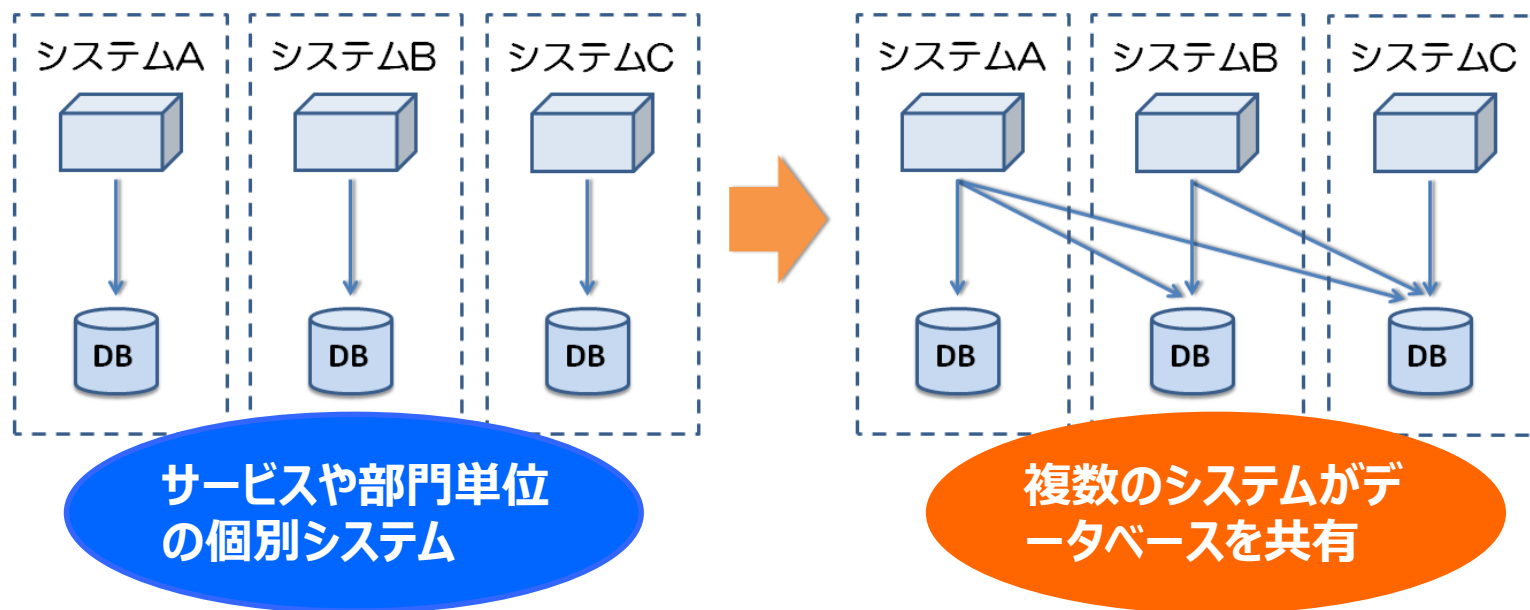 システムA
システムB
システムC
DB
DB
DB
サービスや部門単位
の個別システム
システムA
システムB
システムC
DB
DB
DB
複数のシステムがデ
ータベースを共有